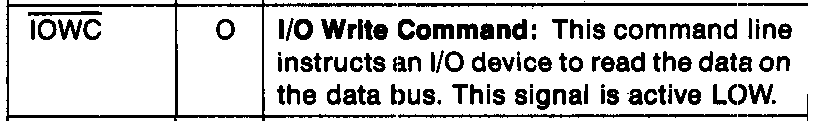 IOWC O I/O Write Command: This command line
instructs an I/O device to read the data on
the data bus. This signal is active LOW.